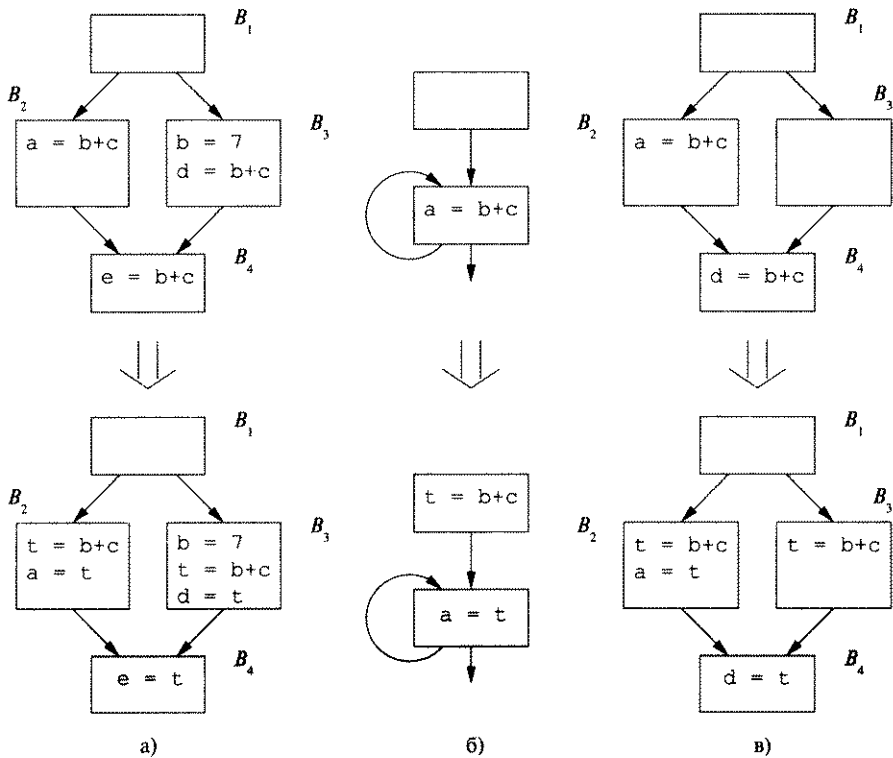 B₁
B₂
a = b+c
b = 7
d = b+c
B₃
e = b+c
B₄
a = b+c
B₁
B₂
a = b+c
B₃
d = b+c
B₄
B₁
B₂
t = b+c
a = t
b = 7
t = b+c
d = t
B₃
e = t
B₄
t = b+c
a = t
B₁
B₂
t = b+c
a = t
B₃
t = b+c
d = t
B₄
а)
б)
в)